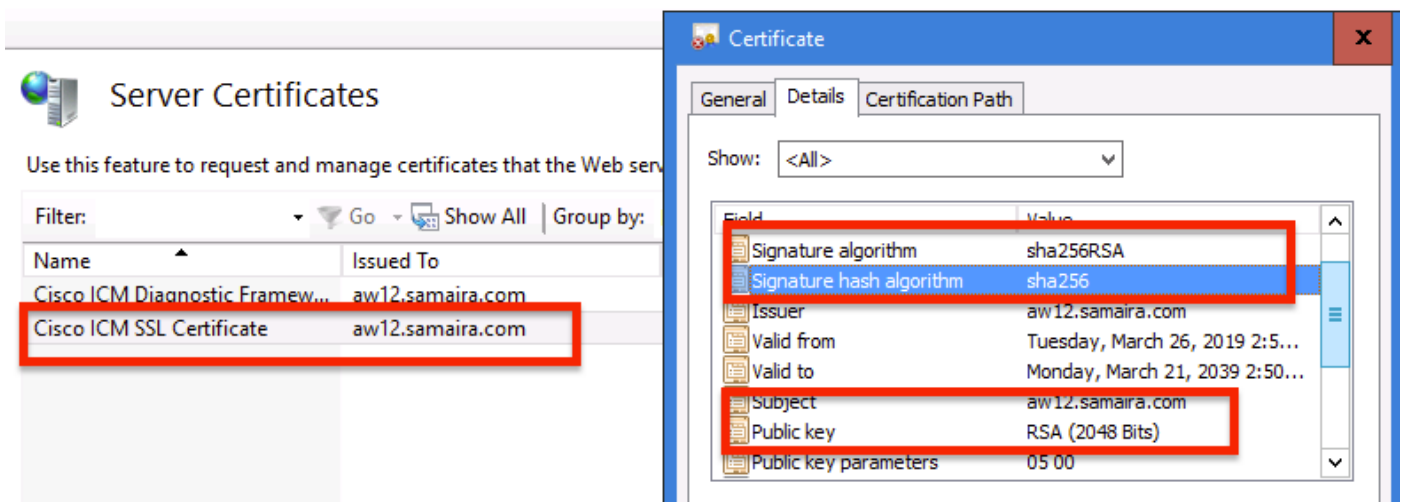 Server Certificates
Use this feature to request and manage certificates that the Web serv
Filter:
Go
Show All
Group by:
Name
Issued To
Cisco ICM Diagnostic Framew...
aw12.samaira.com
Cisco ICM SSL Certificate
aw12.samaira.com
Certificate
x
General
Details
Certification Path
Show:
<All>
Field
Value
Signature algorithm
sha256RSA
Signature hash algorithm
sha256
Issuer
aw12.samaira.com
Valid from
Tuesday, March 26, 2019 2:5...
Valid to
Monday, March 21, 2039 2:50...
Subject
aw12.samaira.com
Public key
RSA (2048 Bits)
Public key parameters
05 00